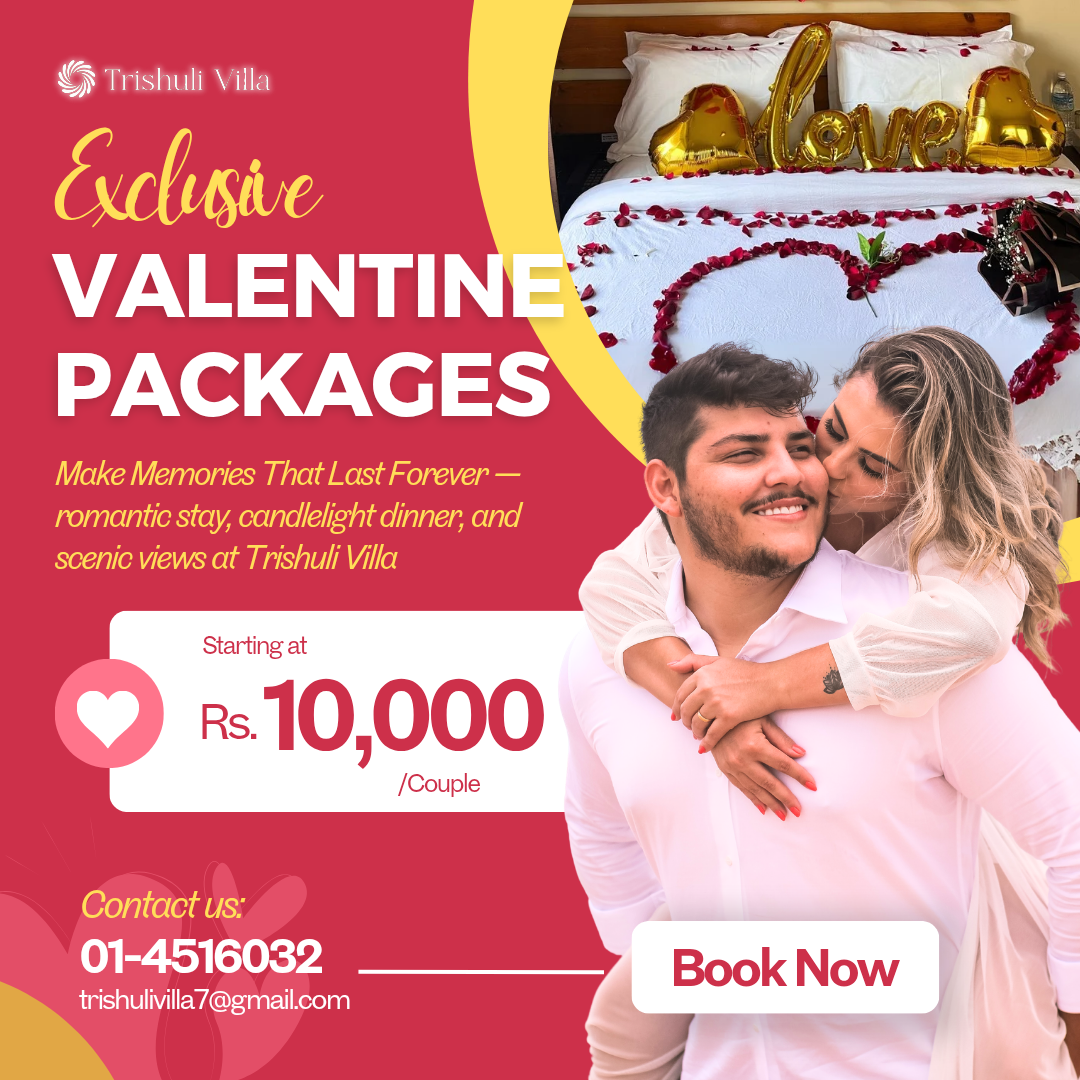 Trishuli Villa
Exclusive
VALENTINE
PACKAGES
Make Memories That Last Forever —
romantic stay, candlelight dinner, and
scenic views at Trishuli Villa
Starting at
Rs. 10,000
/Couple
love
Contact us:
01-4516032
trishulivilla7@gmail.com
Book Now